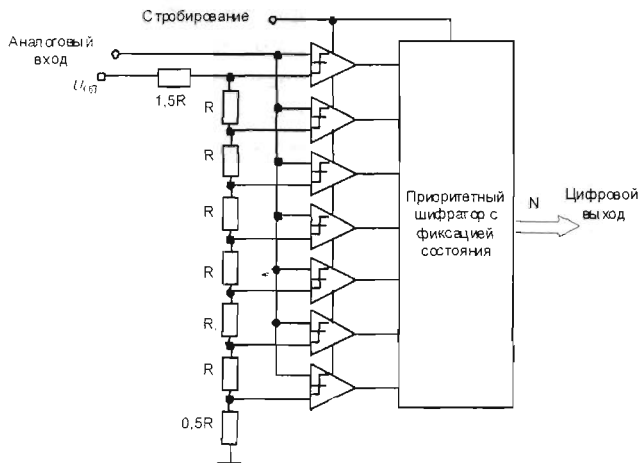 Стробирование
Аналоговый
вход
1,5R
R
R
R
R
R
R
0,5R
Приоритетный
шифратор с
фиксацией
состояния
N
Цифровой
выход